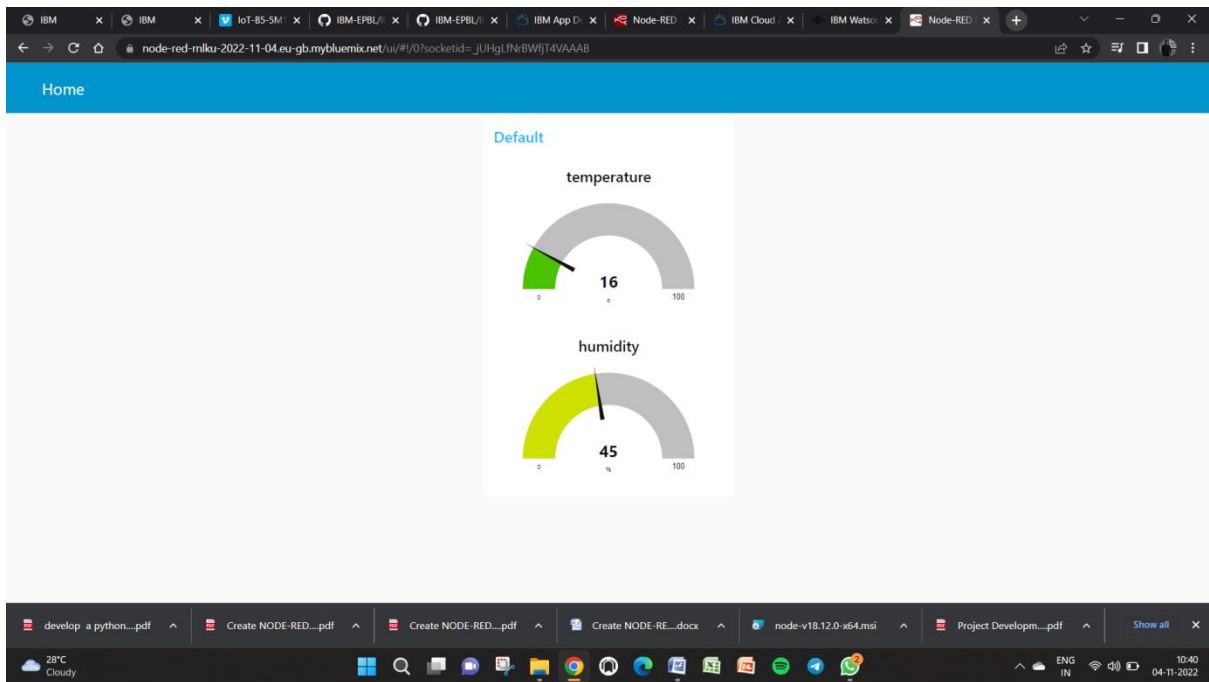 IBM
IBM
IoT-B5-5M1
IBM-EPBL/I
IBM-EPBL/I
IBM App De
Node-RED :
IBM Cloud /
IBM Watso
Node-RED
node-red-rnlku-2022-11-04.eu-gb.mybluemix.net/ui/#!/0?socketid=_jUHgLfNrBWfjT4VAAAB
Home
Default
temperature
16
0
c
100
humidity
45
0
%
100
develop a python....pdf
Create NODE-RED....pdf
Create NODE-RED....pdf
Create NODE-RE....docx
node-v18.12.0-x64.msi
Project Developm....pdf
Show all
28°C
Cloudy
2
ENG
IN
10:40
04-11-2022